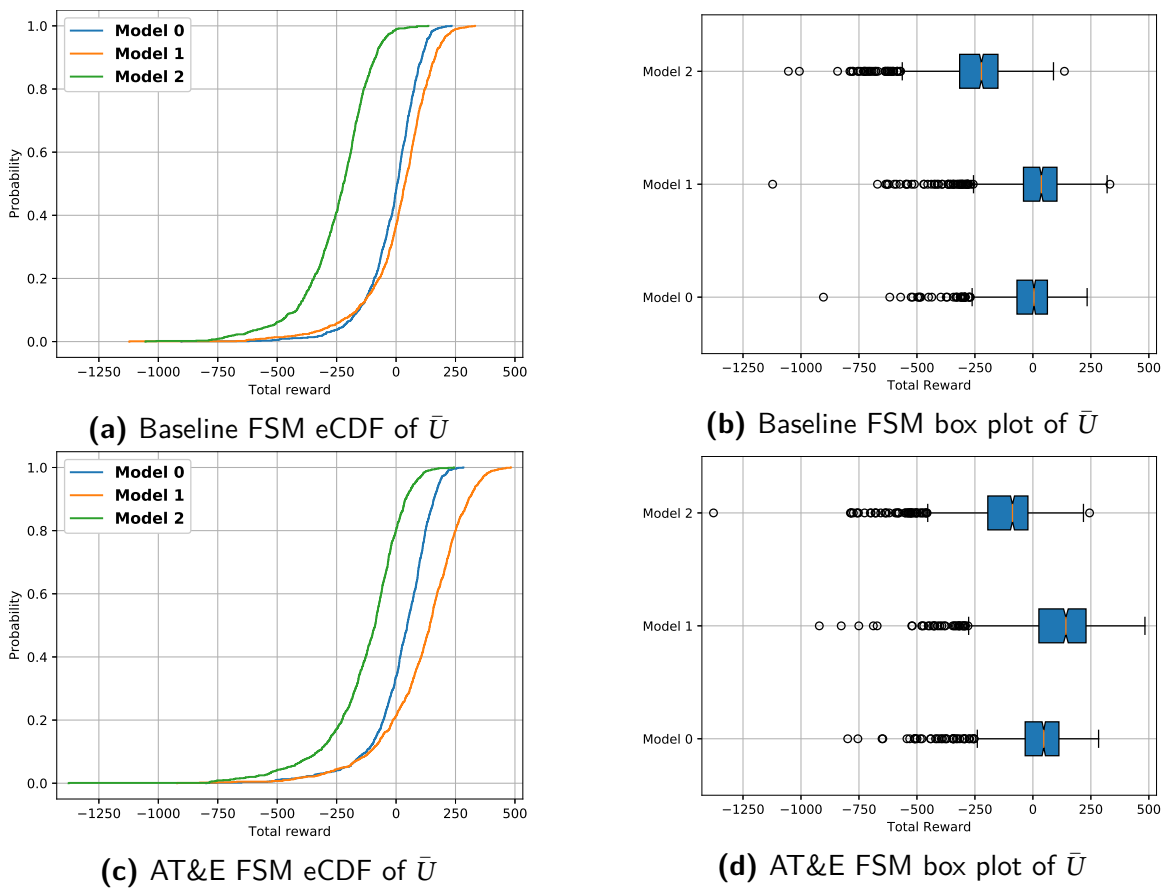 Model 0
Model 1
Model 2
1.0
0.8
0.6
0.4
0.2
0.0
Probability
−1250 −1000 −750 −500 −250 0 250 500
Total reward
(a) Baseline FSM eCDF of Ū
Model 2
Model 1
Model 0
−1250 −1000 −750 −500 −250 0 250 500
Total Reward
(b) Baseline FSM box plot of Ū
Model 0
Model 1
Model 2
1.0
0.8
0.6
0.4
0.2
0.0
Probability
−1250 −1000 −750 −500 −250 0 250 500
Total reward
(c) AT&E FSM eCDF of Ū
Model 2
Model 1
Model 0
−1250 −1000 −750 −500 −250 0 250 500
Total Reward
(d) AT&E FSM box plot of Ū